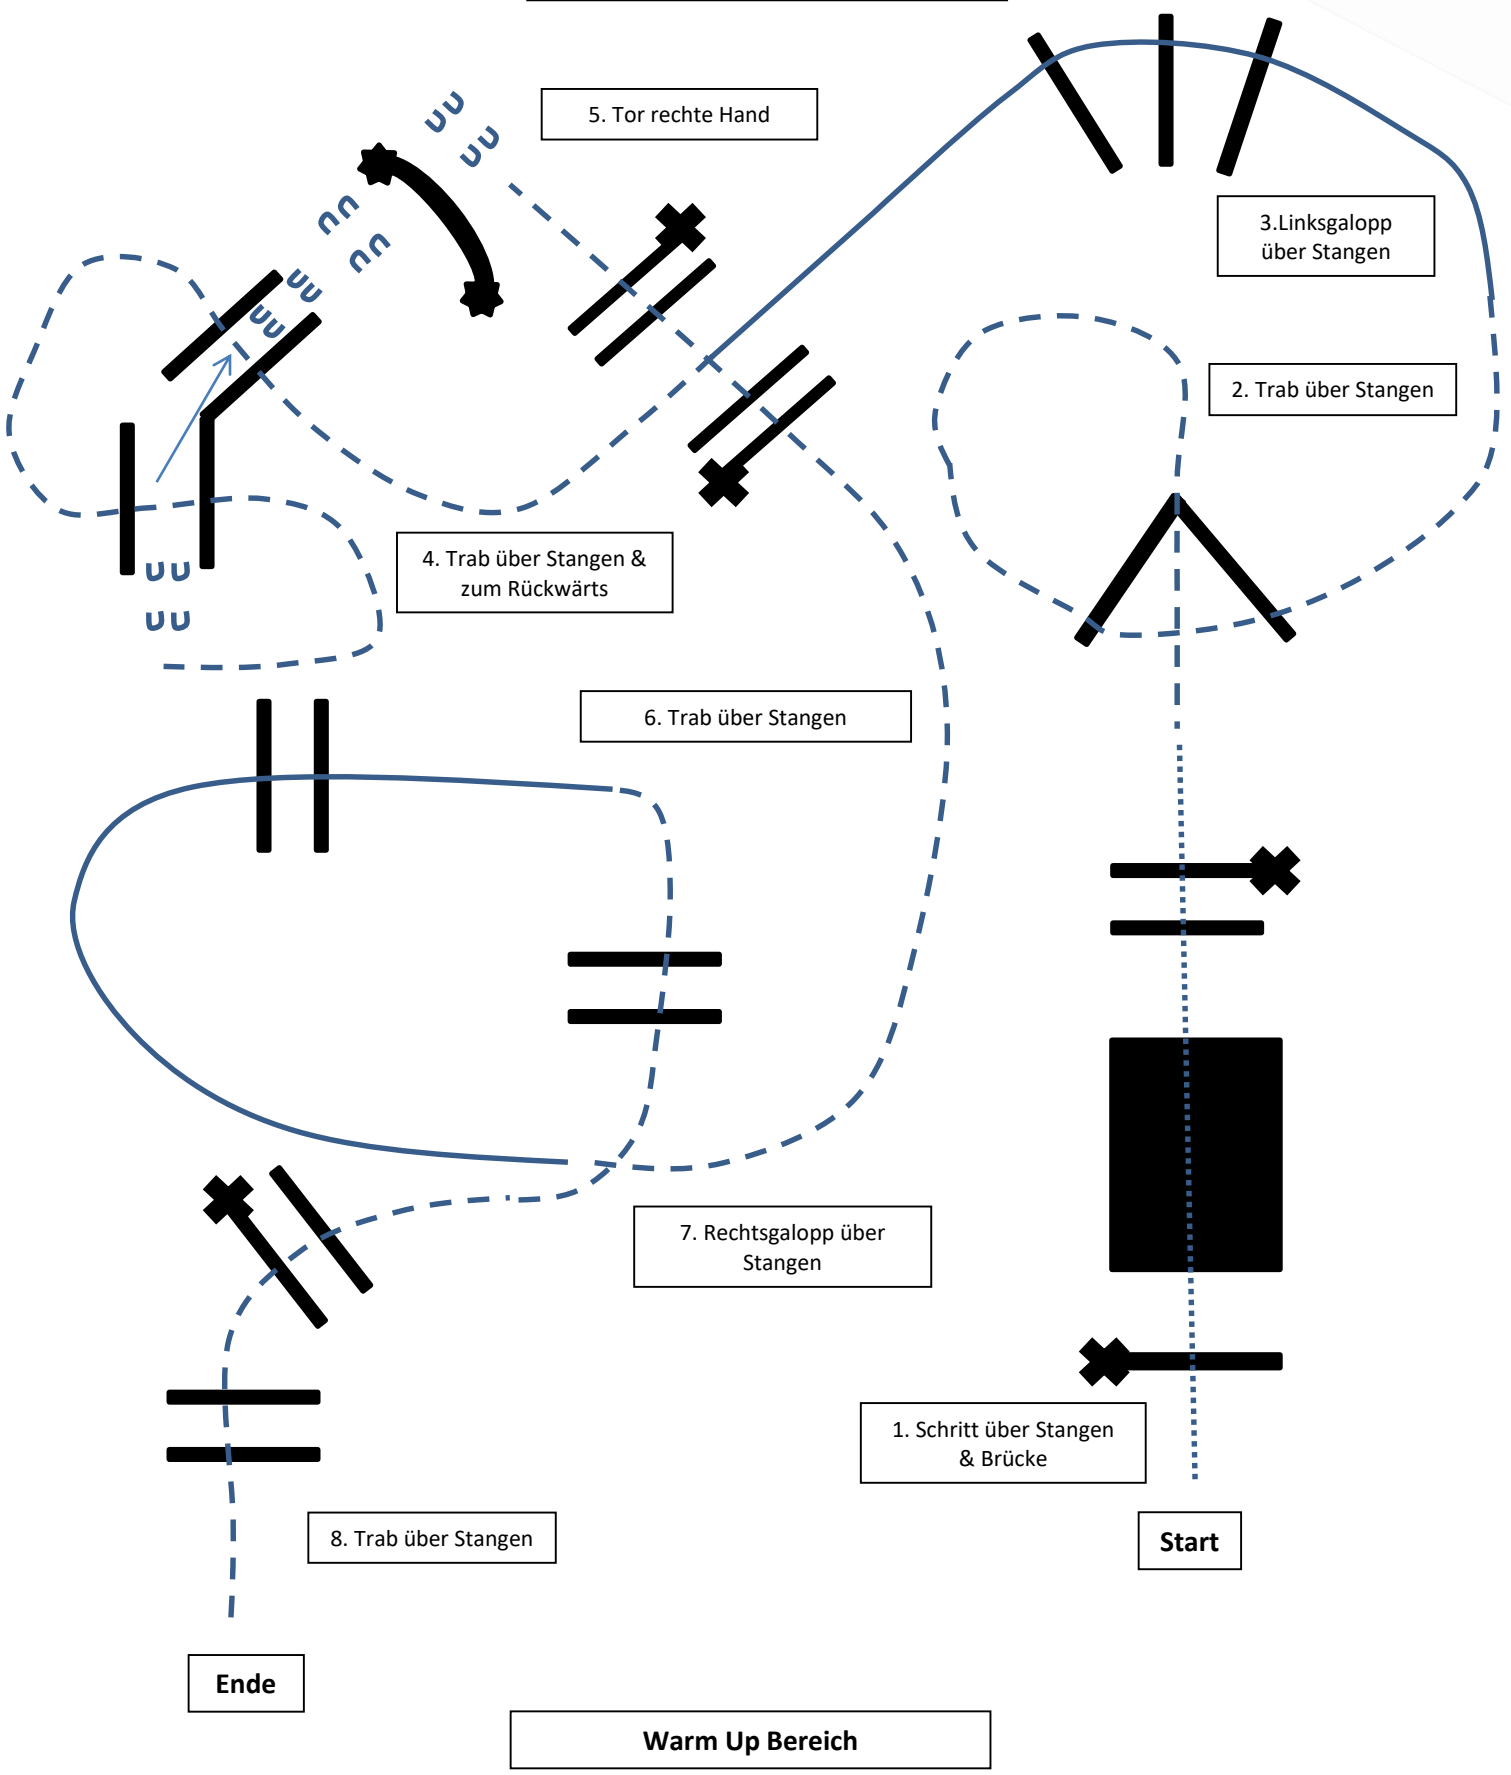 5. Tor rechte Hand
3.Linksgalopp
über Stangen
2. Trab über Stangen
4. Trab über Stangen &
zum Rückwärts
6. Trab über Stangen
7. Rechtsgalopp über
Stangen
1. Schritt über Stangen
& Brücke
8. Trab über Stangen
Start
Ende
Warm Up Bereich